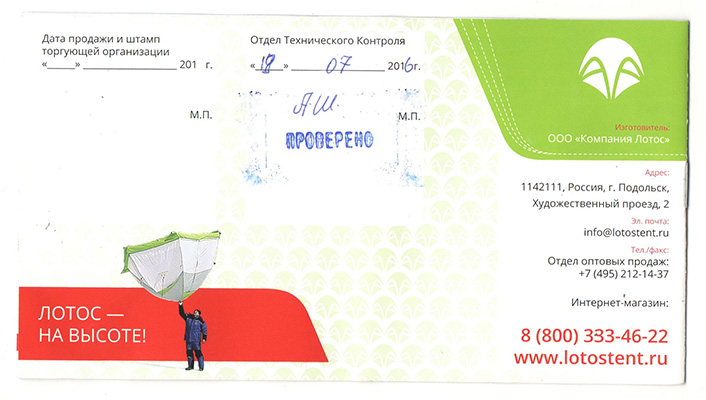 Дата продажи и штамп
торгующей организации
«_____» ________________ 201 г.
М.П.
Отдел Технического Контроля
«18» 07 2016г.
А.Ш.
М.П.
ПРОВЕРЕНО
Изготовитель:
ООО «Компания Лотос»
Адрес:
1142111, Россия, г. Подольск,
Художественный проезд, 2
Эл. почта:
info@lotostent.ru
Тел./факс:
Отдел оптовых продаж:
+7 (495) 212-14-37
Интернет-магазин:
8 (800) 333-46-22
www.lotostent.ru
ЛОТОС —
НА ВЫСОТЕ!